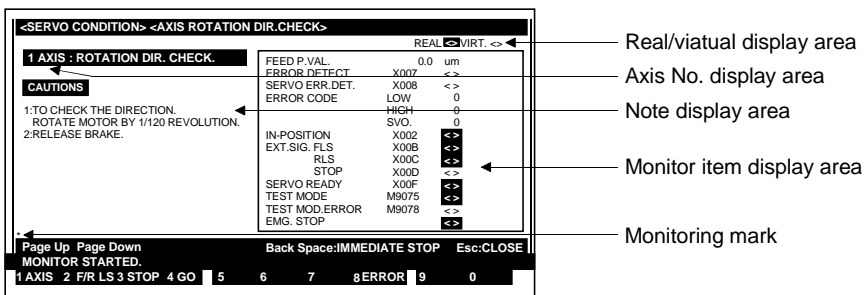 <SERVO CONDITION> <AXIS ROTATION DIR.CHECK>
REAL <> VIRT. <>
1 AXIS : ROTATION DIR. CHECK.
CAUTIONS
1:TO CHECK THE DIRECTION.
ROTATE MOTOR BY 1/120 REVOLUTION.
2:RELEASE BRAKE.
FEED P.VAL. 0.0 um
ERROR DETECT X007 < >
SERVO ERR.DET. X008 < >
ERROR CODE LOW 0
HIGH 0
SVO. 0
IN-POSITION X002 < >
EXT.SIG. FLS X00B < >
RLS X00C < >
STOP X00D < >
SERVO READY X00F < >
TEST MODE M9075 < >
TEST MOD.ERROR M9078 < >
EMG. STOP < >
*
Page Up Page Down Back Space:IMMEDIATE STOP Esc:CLOSE
MONITOR STARTED.
1 AXIS 2 F/R LS 3 STOP 4 GO 5 6 7 8 ERROR 9 0
Real/viatual display area
Axis No. display area
Note display area
Monitor item display area
Monitoring mark